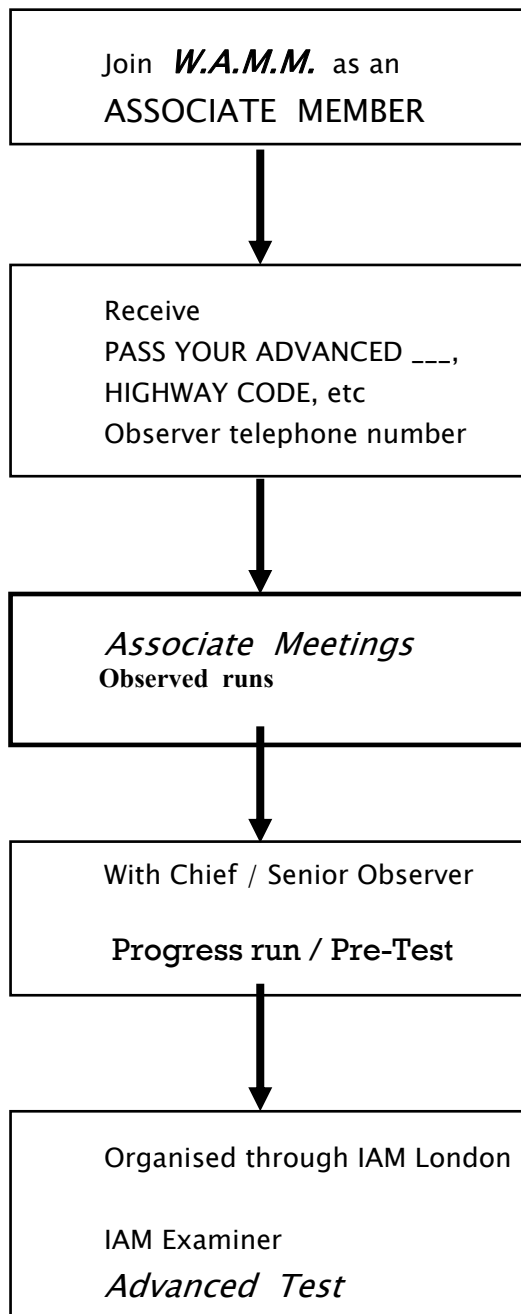 Join W.A.M.M. as an
ASSOCIATE MEMBER
Receive
PASS YOUR ADVANCED ___,
HIGHWAY CODE, etc
Observer telephone number
Associate Meetings
Observed runs
With Chief / Senior Observer
Progress run / Pre-Test
Organised through IAM London
IAM Examiner
Advanced Test